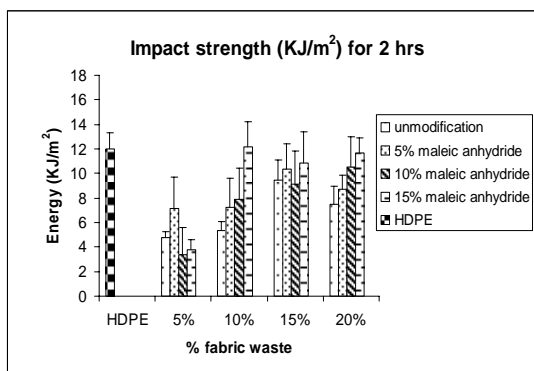 Impact strength (KJ/m²) for 2 hrs
Energy (KJ/m²)
18
16
14
12
10
8
6
4
2
0
HDPE 5% 10% 15% 20%
% fabric waste
unmodification
5% maleic anhydride
10% maleic anhydride
15% maleic anhydride
HDPE